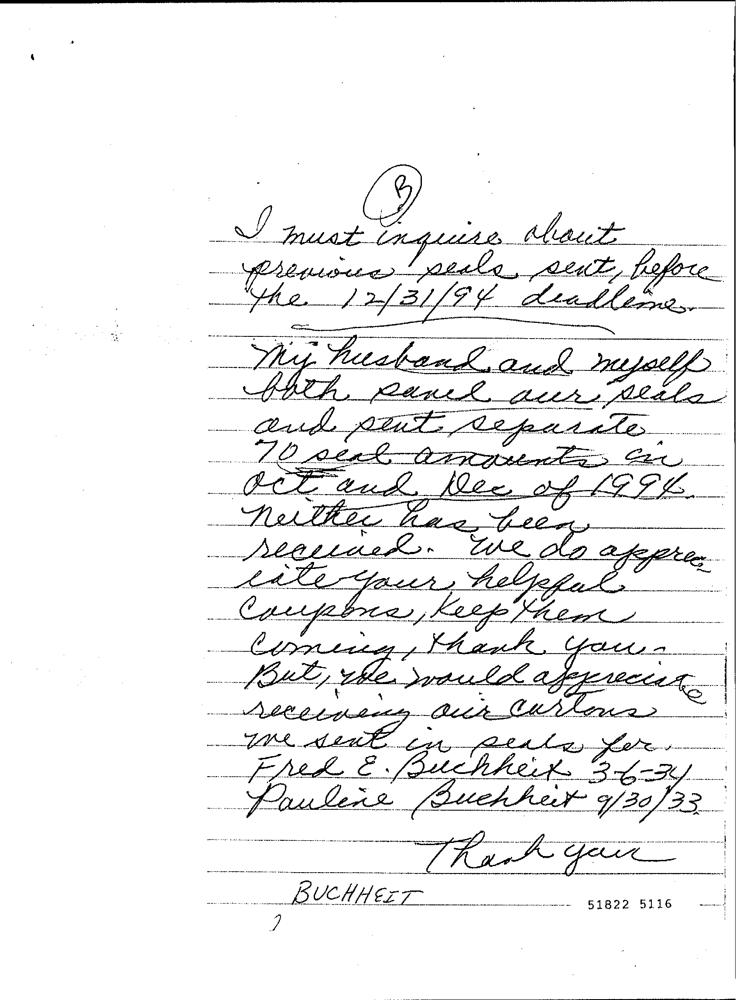 3
I must inquire about
previous seals sent, before
the 12/31/94 deadline.
My husband and myself
both saved our seals
and sent separate
70 seal amounts in
Oct and Dec of 1994.
Neither has been
received. We do apprec-
iate your helpful
coupons, keep them
coming, thank you.
But, we would appreciate
receiving our cartons
we sent in seals for.
Fred E. Buchheit 3-6-34
Pauline Buchheit 9/30/33
Thank you
BUCHHEIT
51822 5116